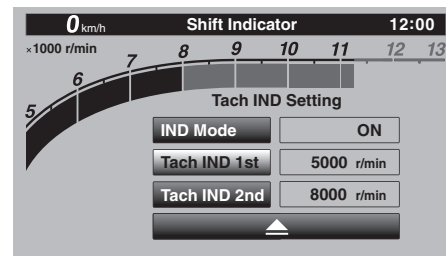 0 km/h Shift Indicator 12:00
×1000 r/min
5 6 7 8 9 10 11 12 13
Tach IND Setting
IND Mode ON
Tach IND 1st 5000 r/min
Tach IND 2nd 8000 r/min